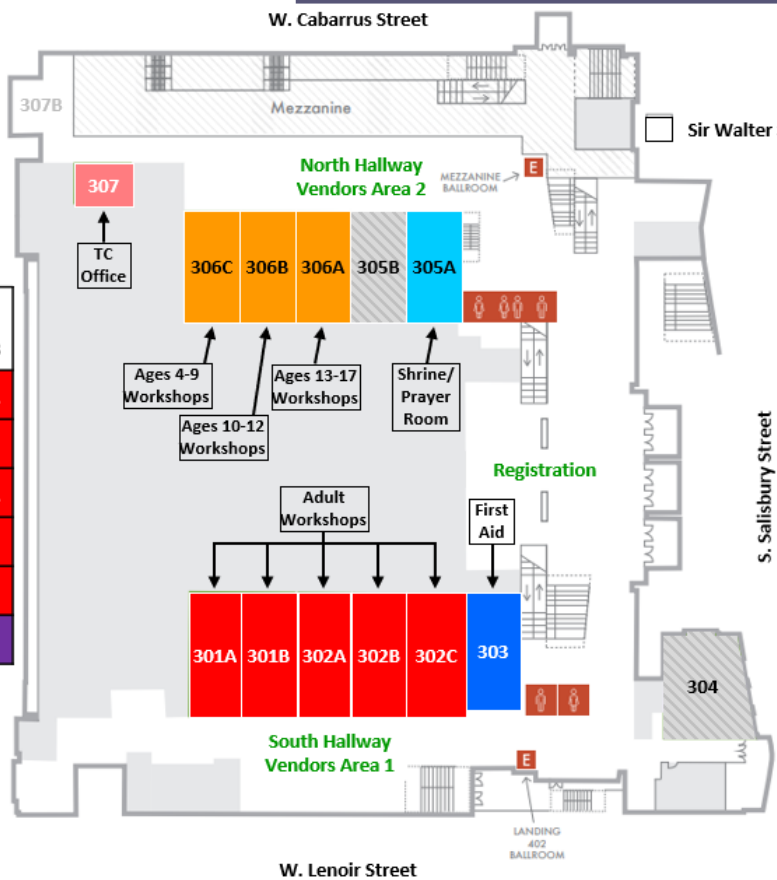 W. Cabarrus Street
307B
Mezzanine
Sir Walter
307
North Hallway
Vendors Area 2
MEZZANINE
BALLROOM
E
TC
Office
306C
306B
306A
305B
305A
Ages 4-9
Workshops
Ages 10-12
Workshops
Ages 13-17
Workshops
Shrine/
Prayer
Room
Registration
S. Salisbury Street
Adult
Workshops
First
Aid
301A
301B
302A
302B
302C
303
304
South Hallway
Vendors Area 1
E
LANDING
402
BALLROOM
W. Lenoir Street